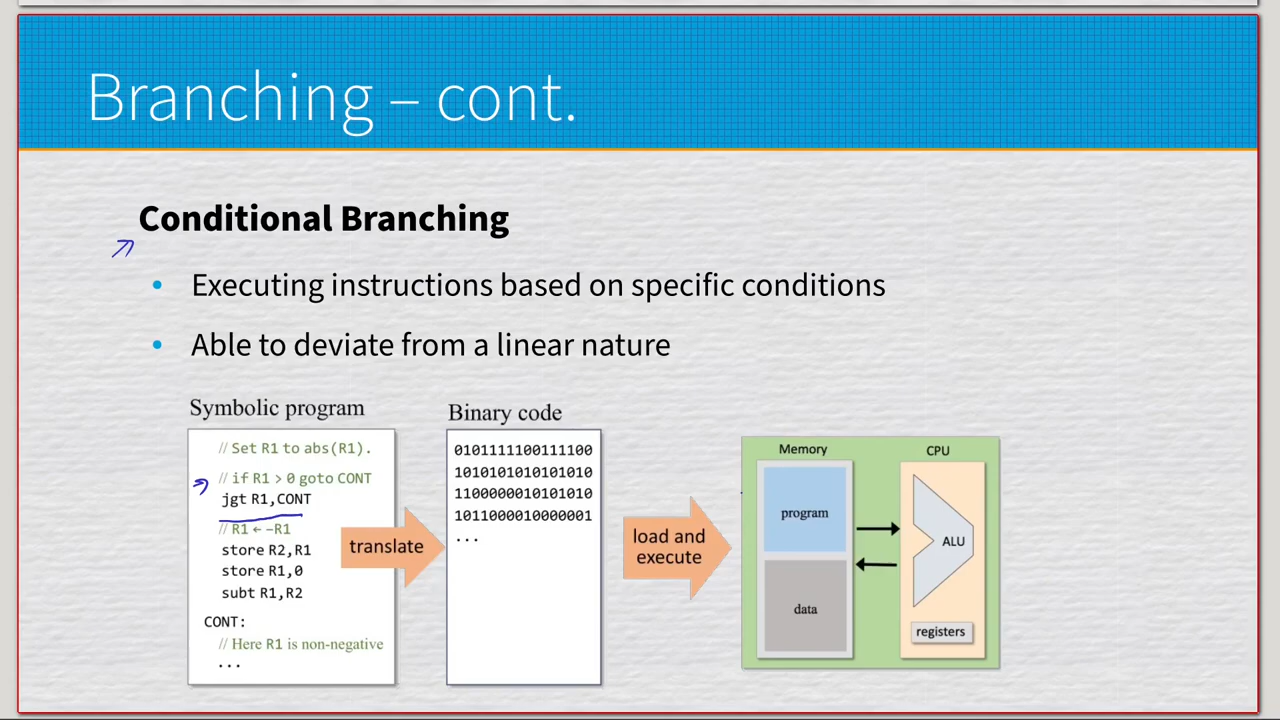 Branching – cont.
Conditional Branching
• Executing instructions based on specific conditions
• Able to deviate from a linear nature
Symbolic program
// Set R1 to abs(R1).
// if R1 > 0 goto CONT
jgt R1,CONT
// R1 ← –R1
store R2,R1
store R1,0
subt R1,R2
CONT:
// Here R1 is non-negative
...
translate
Binary code
0101111100111100
1010101010101010
1100000010101010
1011000010000001
...
load and
execute
Memory
program
data
CPU
ALU
registers